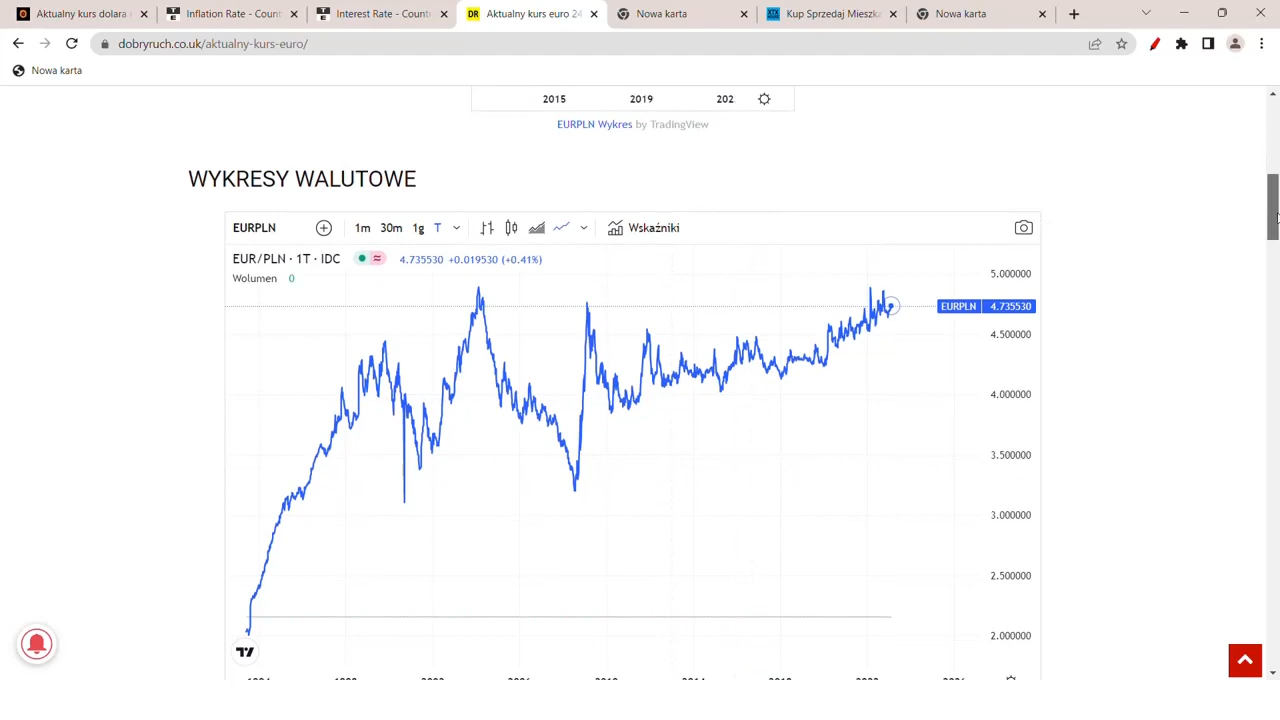 Aktualny kurs dolara
Inflation Rate - Count
Interest Rate - Count
Aktualny kurs euro 24
Nowa karta
Kup Sprzedaj Mieszka
Nowa karta
dobryruch.co.uk/aktualny-kurs-euro/
Nowa karta
2015 2019 202
EURPLN Wykres by TradingView
WYKRESY WALUTOWE
EURPLN 1m 30m 1g T Wskaźniki
EUR/PLN · 1T · IDC 4.735530 +0.019530 (+0.41%)
Wolumen 0
5.000000
EURPLN 4.735530
4.500000
4.000000
3.500000
3.000000
2.500000
2.000000